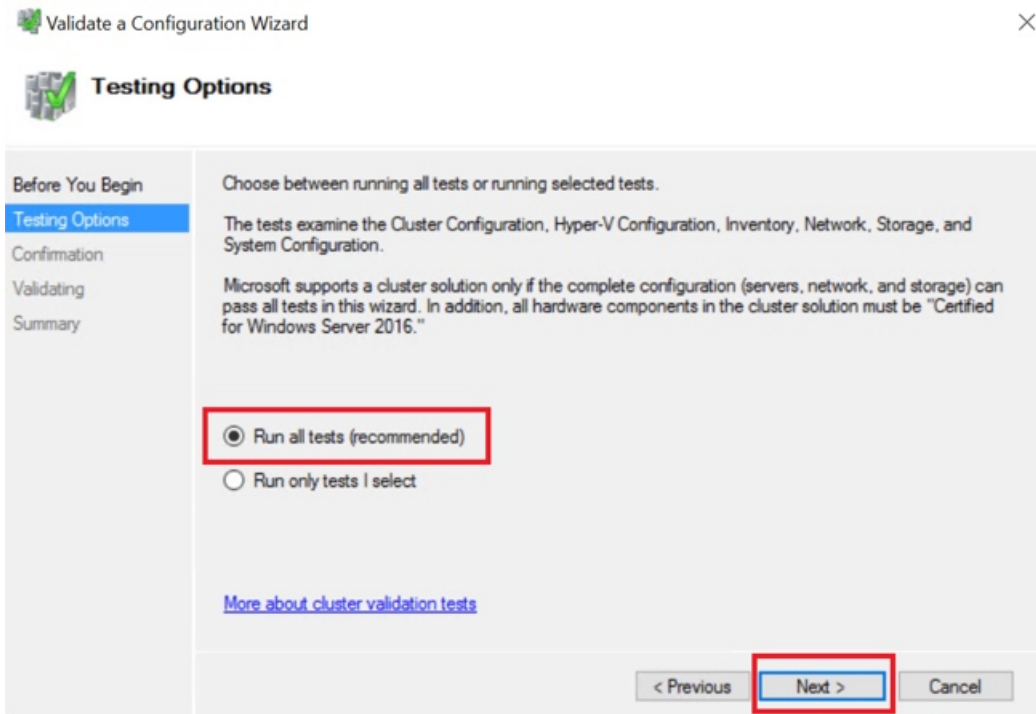 Validate a Configuration Wizard
Testing Options
Before You Begin
Testing Options
Confirmation
Validating
Summary
Choose between running all tests or running selected tests.
The tests examine the Cluster Configuration, Hyper-V Configuration, Inventory, Network, Storage, and
System Configuration.
Microsoft supports a cluster solution only if the complete configuration (servers, network, and storage) can
pass all tests in this wizard. In addition, all hardware components in the cluster solution must be "Certified
for Windows Server 2016."
Run all tests (recommended)
Run only tests I select
More about cluster validation tests
< Previous
Next >
Cancel